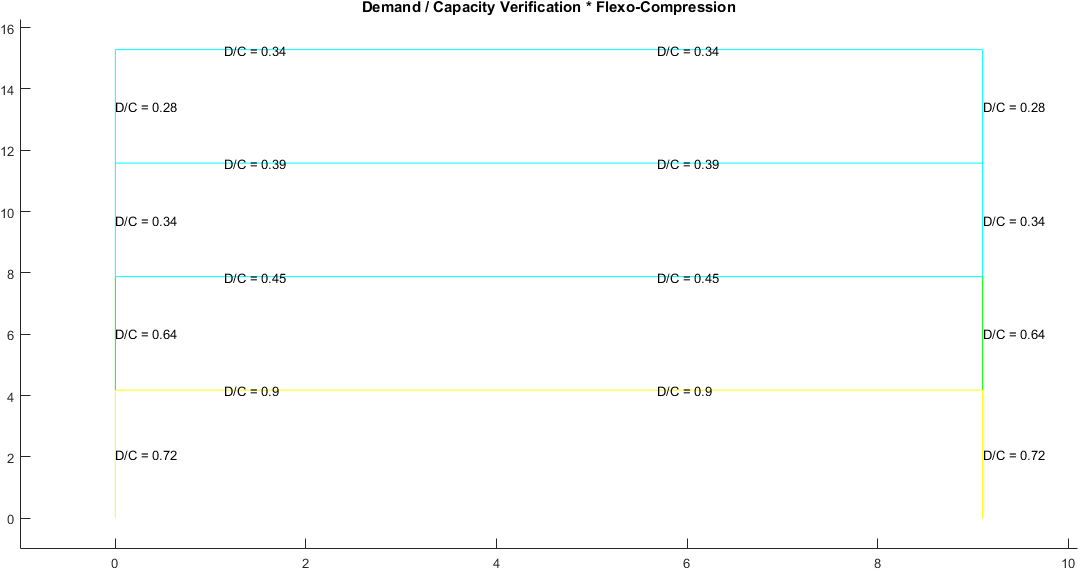 Demand / Capacity Verification * Flexo-Compression
16
D/C = 0.34 D/C = 0.34
14
D/C = 0.28 D/C = 0.28
12
D/C = 0.39 D/C = 0.39
10
D/C = 0.34 D/C = 0.34
8
D/C = 0.45 D/C = 0.45
6
D/C = 0.64 D/C = 0.64
4
D/C = 0.9 D/C = 0.9
2
D/C = 0.72 D/C = 0.72
0
0 2 4 6 8 10